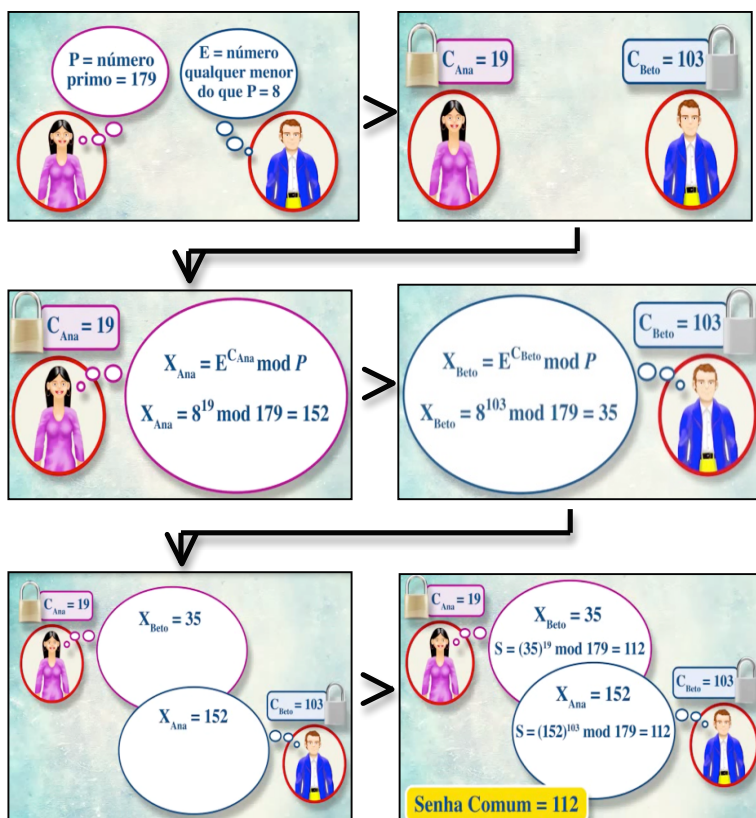 P = número
primo = 179
E = número
qualquer menor
do que P = 8
>
C_Ana = 19
C_Beto = 103
C_Ana = 19
X_Ana = E^C_Ana mod P
X_Ana = 8^19 mod 179 = 152
>
C_Beto = 103
X_Beto = E^C_Beto mod P
X_Beto = 8^103 mod 179 = 35
C_Ana = 19
X_Beto = 35
X_Ana = 152
C_Beto = 103
>
C_Ana = 19
X_Beto = 35
S = (35)^19 mod 179 = 112
C_Beto = 103
X_Ana = 152
S = (152)^103 mod 179 = 112
Senha Comum = 112